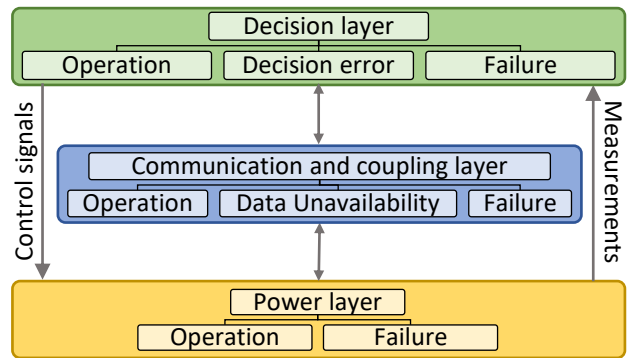 Decision layer
Operation
Decision error
Failure
Control signals
Measurements
Communication and coupling layer
Operation
Data Unavailability
Failure
Power layer
Operation
Failure